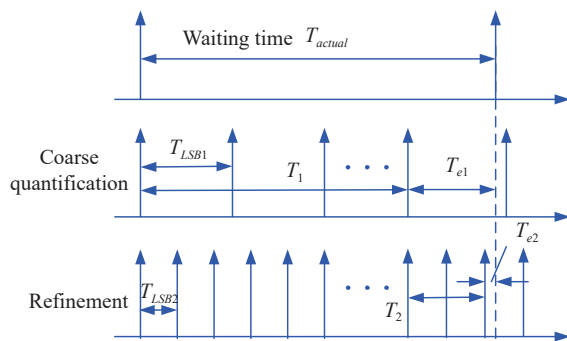 Waiting time T_actual
T_LSB1
Coarse
quantification
T_1
T_e1
T_e2
Refinement
T_LSB2
T_2